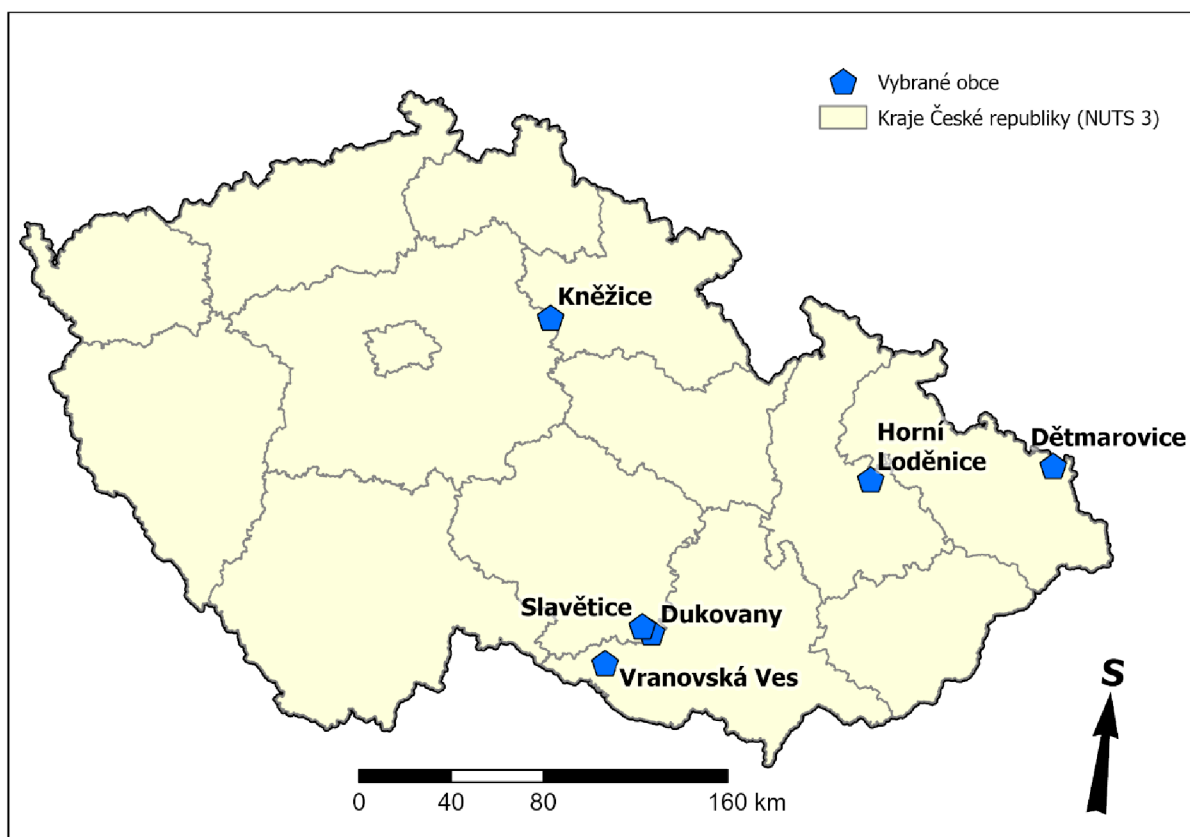 Vybrané obce
Kraje České republiky (NUTS 3)
Kněžice
Horní
Loděnice
Dětmarovice
Slavětice
Dukovany
Vranovská Ves
S
0 40 80 160 km